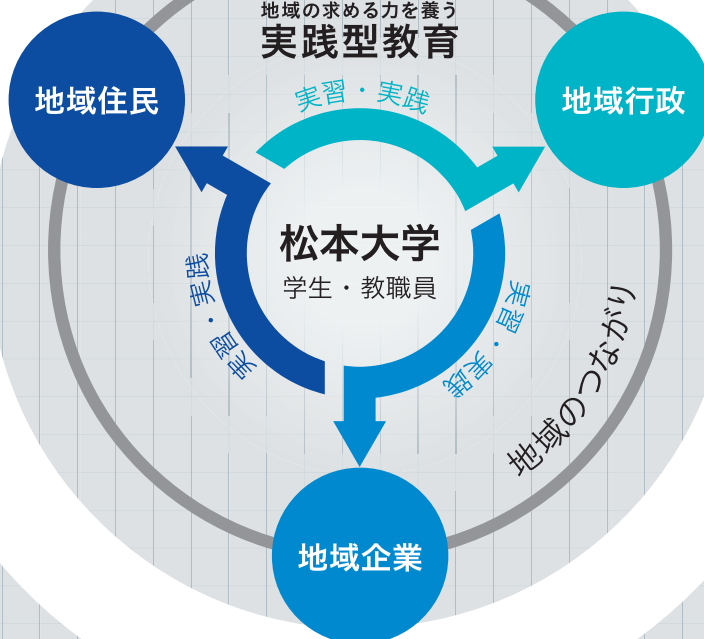 地域の求める力を養う
実践型教育
実習・実践
地域住民
地域行政
松本大学
学生・教職員
実習・実践
実習・実践
地域のつながり
地域企業